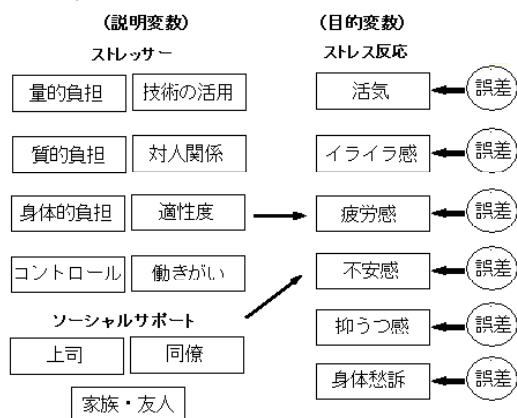 (説明変数)
ストレッサー
量的負担 技術の活用
質的負担 対人関係
身体的負担 適性度
コントロール 働きがい
ソーシャルサポート
上司 同僚
家族・友人
(目的変数)
ストレス反応
活気 誤差
イライラ感 誤差
疲労感 誤差
不安感 誤差
抑うつ感 誤差
身体愁訴 誤差